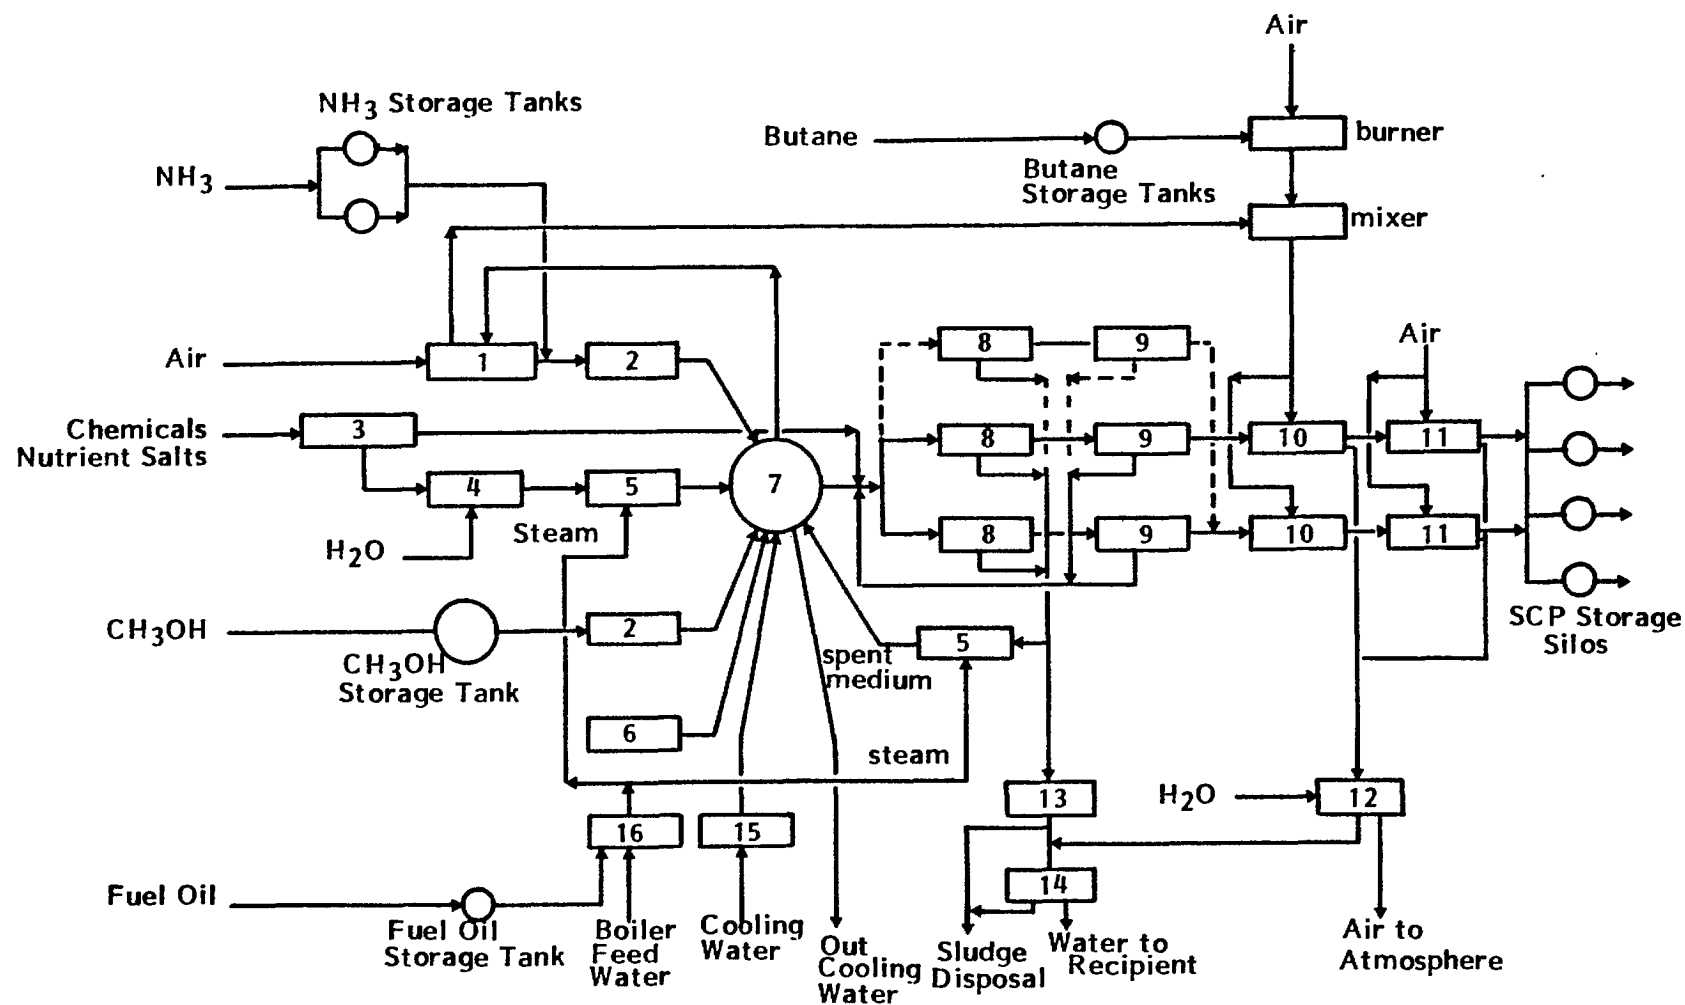 Air
NH3 Storage Tanks
Butane
burner
NH3
Butane
Storage Tanks
mixer
Air
Air
1
2
8
9
Chemicals
Nutrient Salts
3
8
9
10
11
4
5
7
Steam
H2O
8
9
10
11
CH3OH
2
CH3OH
Storage Tank
spent
medium
5
SCP Storage
Silos
6
steam
13
H2O
12
16
15
14
Fuel Oil
Fuel Oil
Storage Tank
Boiler
Feed
Water
Cooling
Water
Out
Cooling
Water
Sludge
Disposal
Water to
Recipient
Air to
Atmosphere